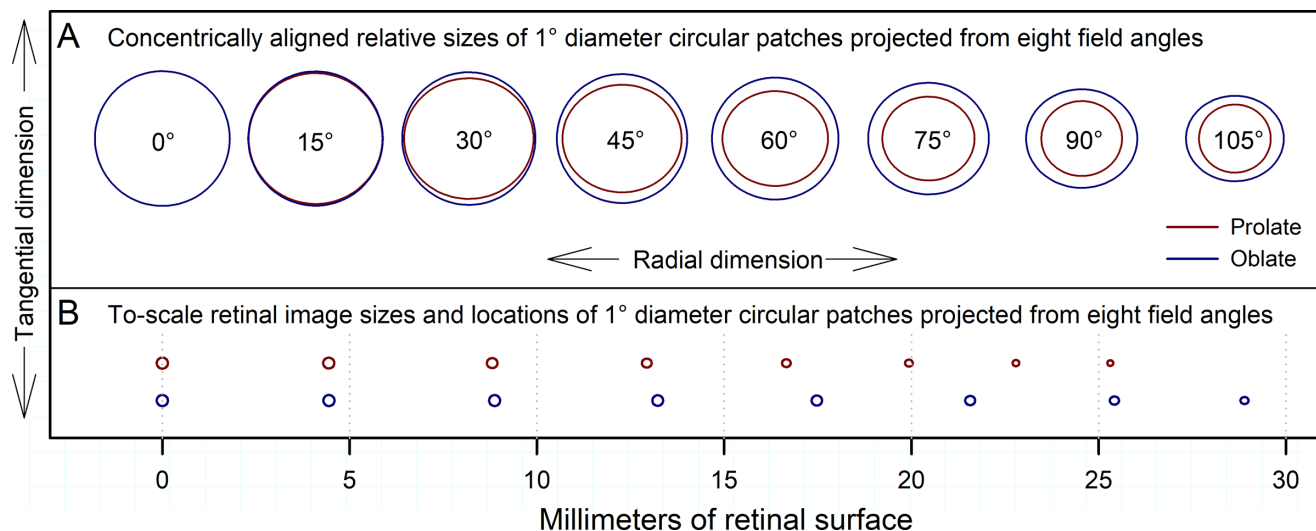 Tangential dimension
A Concentrically aligned relative sizes of 1° diameter circular patches projected from eight field angles
0° 15° 30° 45° 60° 75° 90° 105°
Prolate
Radial dimension
Oblate
B To-scale retinal image sizes and locations of 1° diameter circular patches projected from eight field angles
0 5 10 15 20 25 30
Millimeters of retinal surface